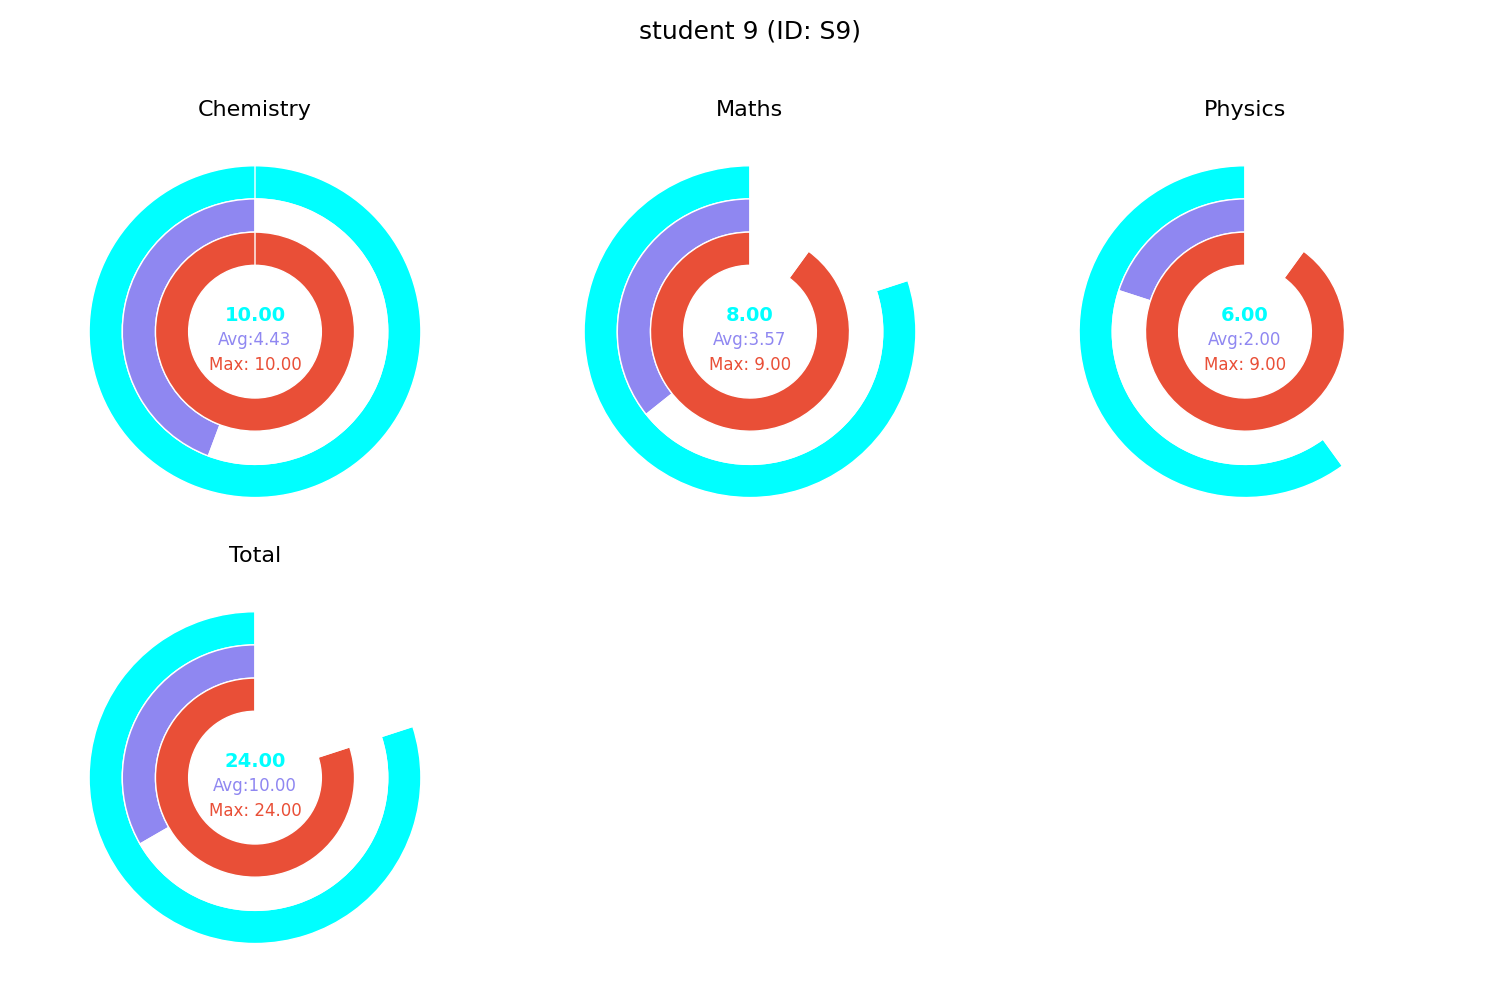 student 9 (ID: S9)
Chemistry
10.00
Avg:4.43
Max: 10.00
Maths
8.00
Avg:3.57
Max: 9.00
Physics
6.00
Avg:2.00
Max: 9.00
Total
24.00
Avg:10.00
Max: 24.00